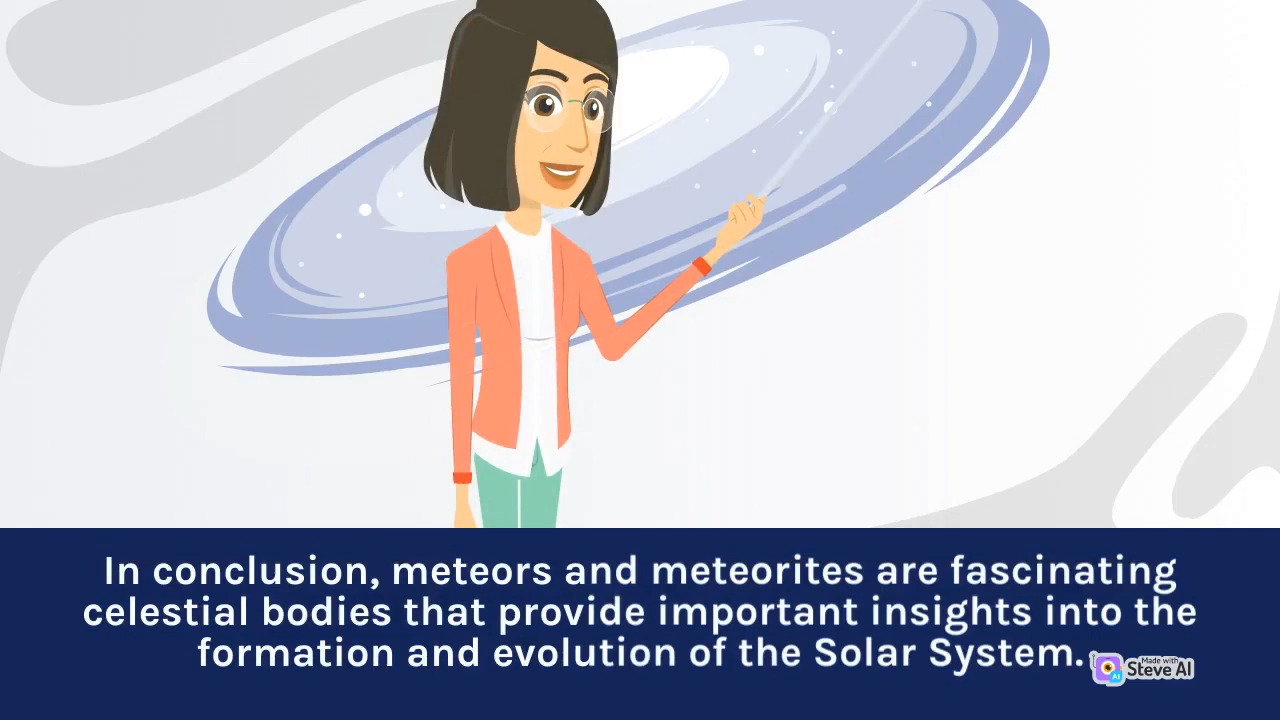 In conclusion, meteors and meteorites are fascinating
celestial bodies that provide important insights into the
formation and evolution of the Solar System.
Made with
Steve AI
AI